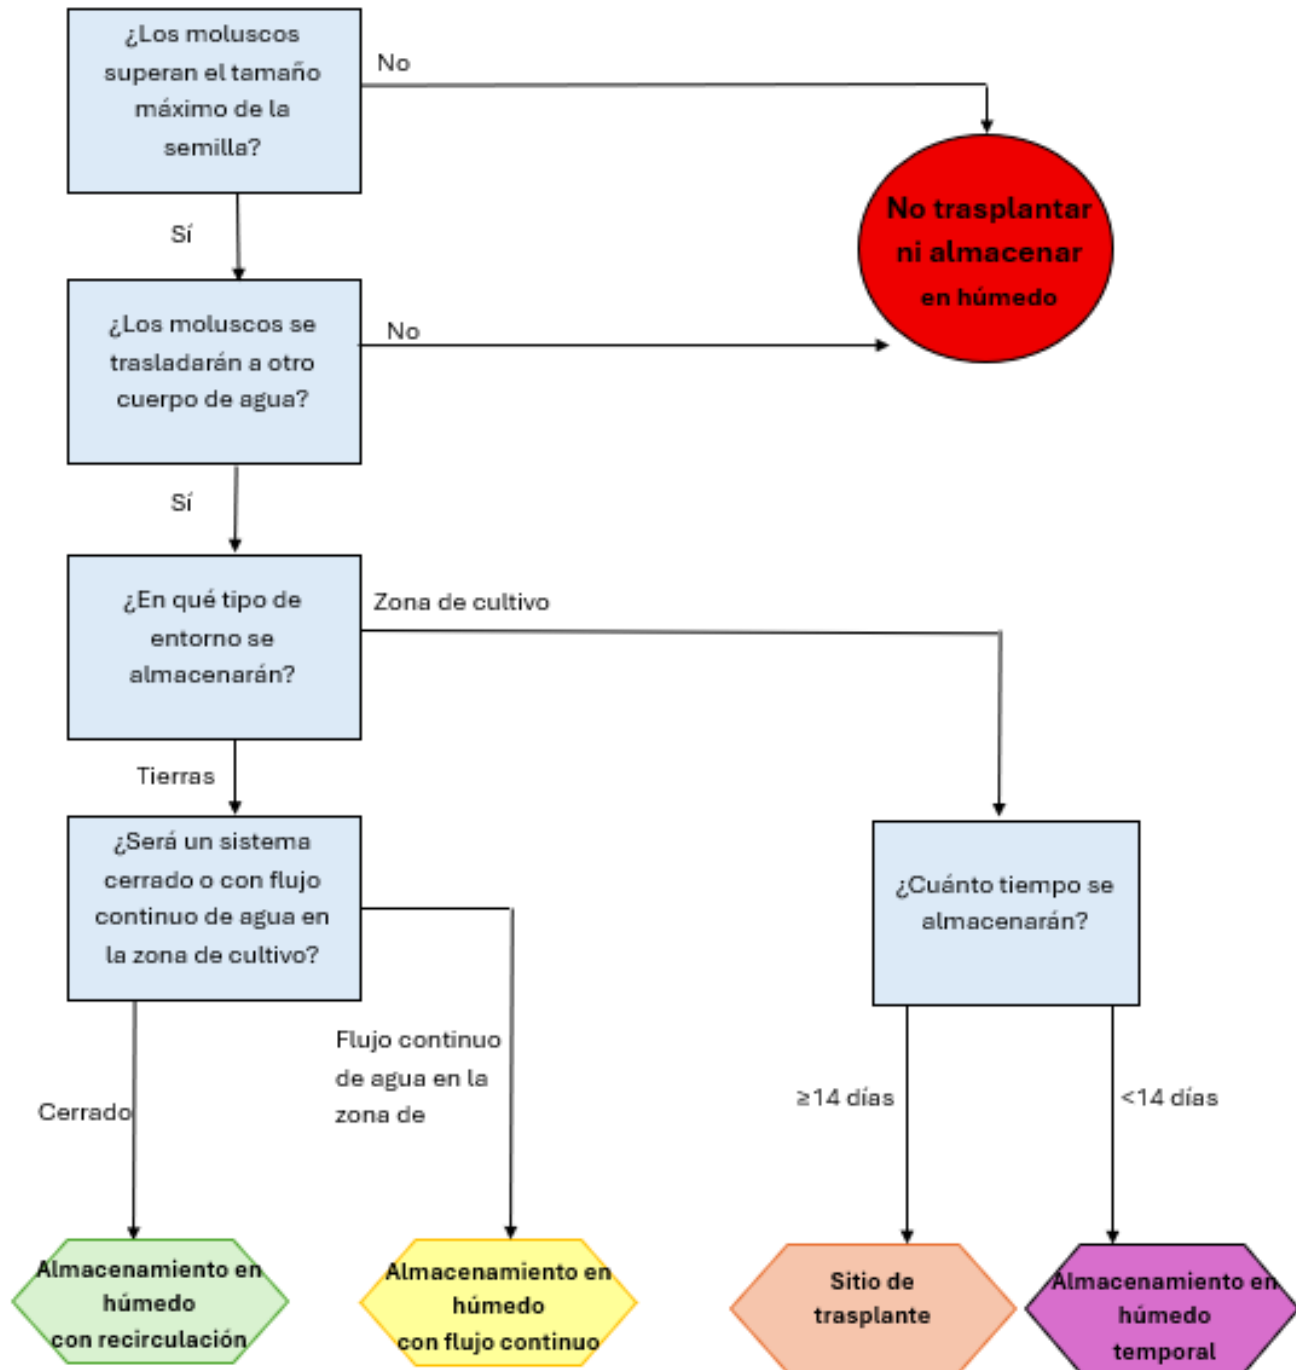 ¿Los moluscos
superan el tamaño
máximo de la
semilla?
No
No trasplantar
ni almacenar
en húmedo
Sí
¿Los moluscos se
trasladarán a otro
cuerpo de agua?
No
Sí
¿En qué tipo de
entorno se
almacenarán?
Zona de cultivo
Tierras
¿Será un sistema
cerrado o con flujo
continuo de agua en
la zona de cultivo?
¿Cuánto tiempo se
almacenarán?
Cerrado
Flujo continuo
de agua en la
zona de
≥14 días
<14 días
Almacenamiento en
húmedo
con recirculación
Almacenamiento en
húmedo
con flujo continuo
Sitio de
trasplante
Almacenamiento en
húmedo
temporal